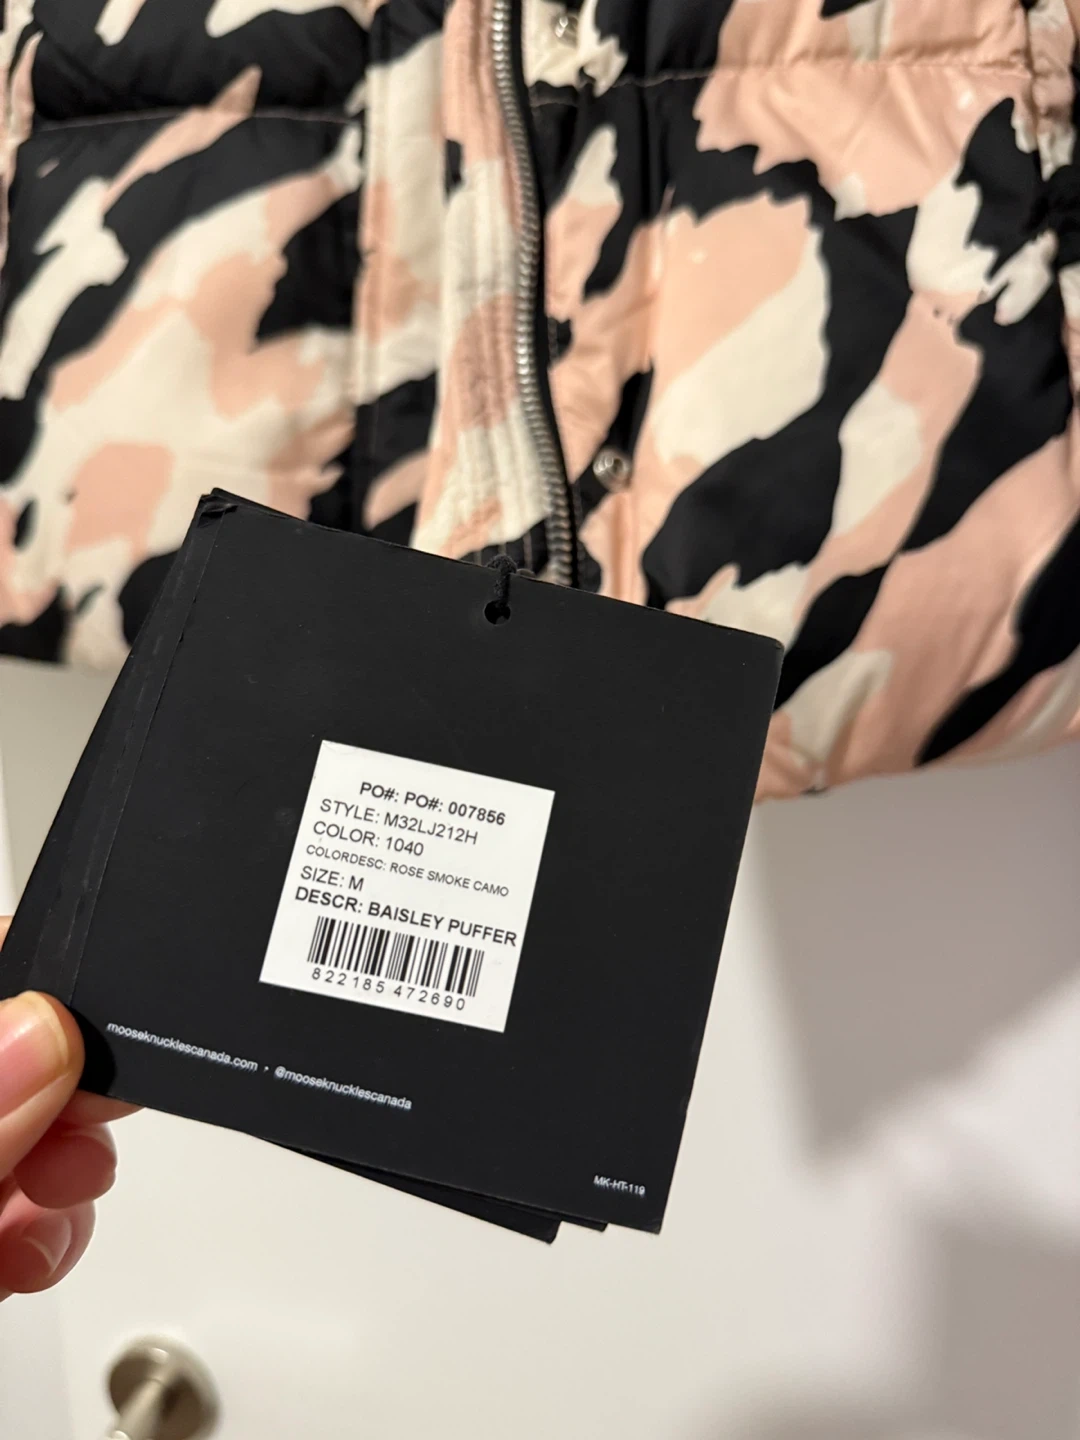 PO#: PO#: 007856
STYLE: M32LJ212H
COLOR: 1040
COLORDESC: ROSE SMOKE CAMO
SIZE: M
DESCR: BAISLEY PUFFER
822185 472690
mooseknucklescanada.com • @mooseknucklescanada
MK-HT-119